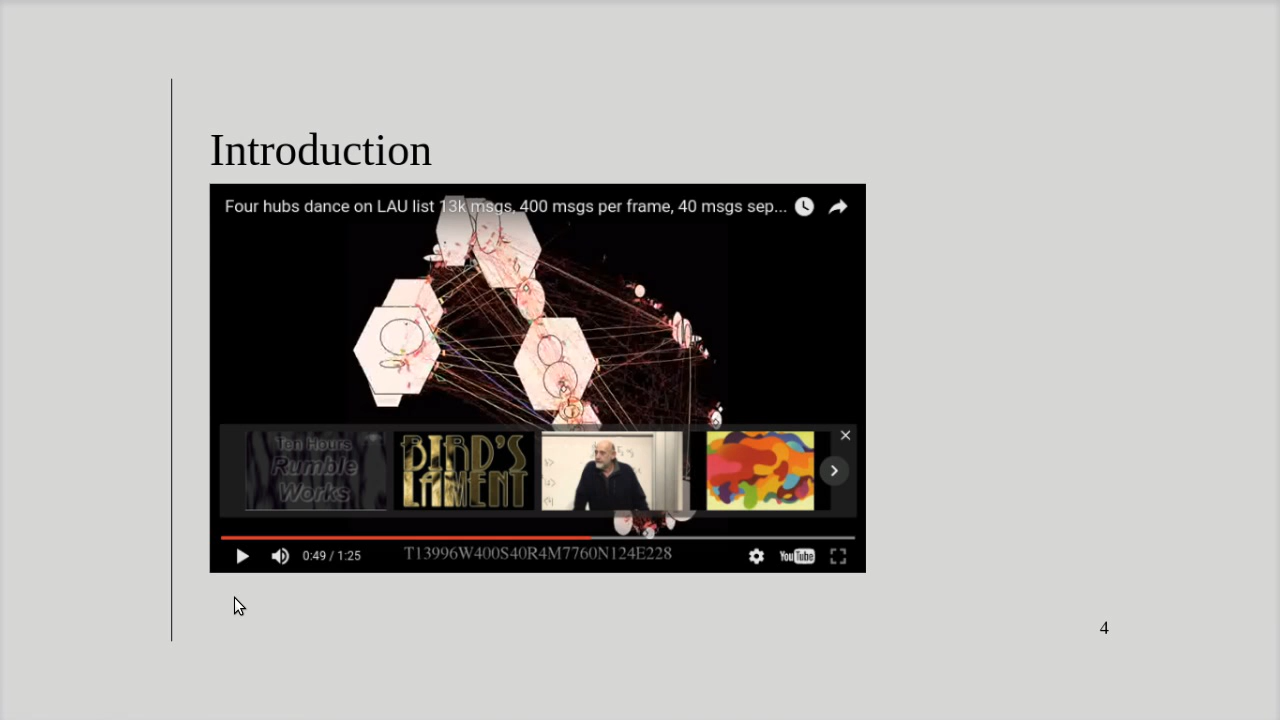 Introduction
Four hubs dance on LAU list 13k msgs, 400 msgs per frame, 40 msgs sep...
Ten Hours
Rumble
Works
BIRD'S
LAMENT
0:49 / 1:25
T13996W400S40R4M7760N124E228
YouTube
4